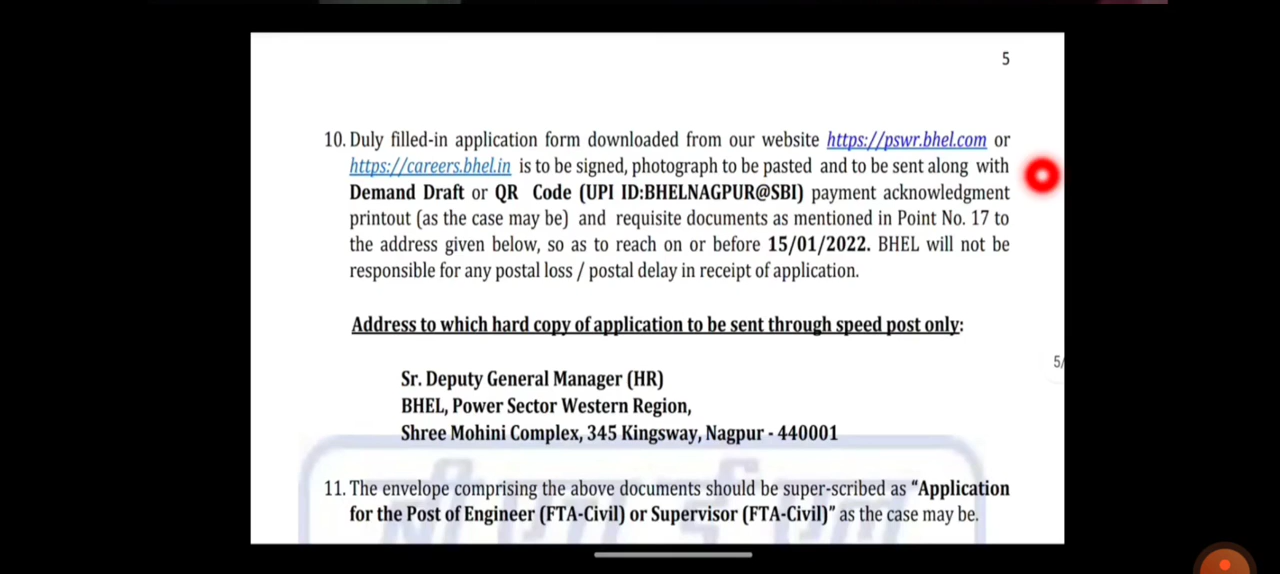 5
10. Duly filled-in application form downloaded from our website https://pswr.bhel.com or
https://careers.bhel.in is to be signed, photograph to be pasted and to be sent along with
Demand Draft or QR Code (UPI ID:BHELNAGPUR@SBI) payment acknowledgment
printout (as the case may be) and requisite documents as mentioned in Point No. 17 to
the address given below, so as to reach on or before 15/01/2022. BHEL will not be
responsible for any postal loss / postal delay in receipt of application.
Address to which hard copy of application to be sent through speed post only:
5/
Sr. Deputy General Manager (HR)
BHEL, Power Sector Western Region,
Shree Mohini Complex, 345 Kingsway, Nagpur - 440001
11. The envelope comprising the above documents should be super-scribed as “Application
for the Post of Engineer (FTA-Civil) or Supervisor (FTA-Civil)” as the case may be.